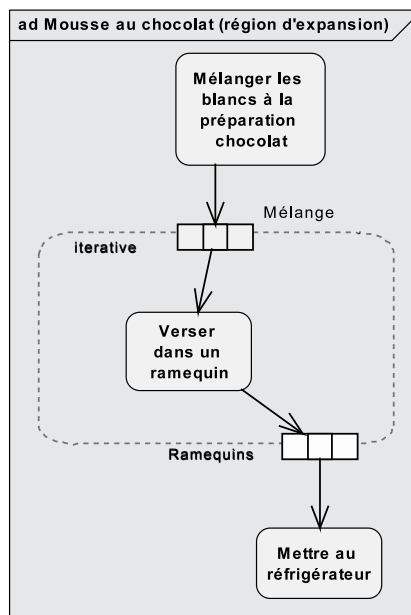 ad Mousse au chocolat (région d'expansion)
Mélanger les
blancs à la
préparation
chocolat
Mélange
iterative
Verser
dans un
ramequin
Ramequins
Mettre au
réfrigérateur